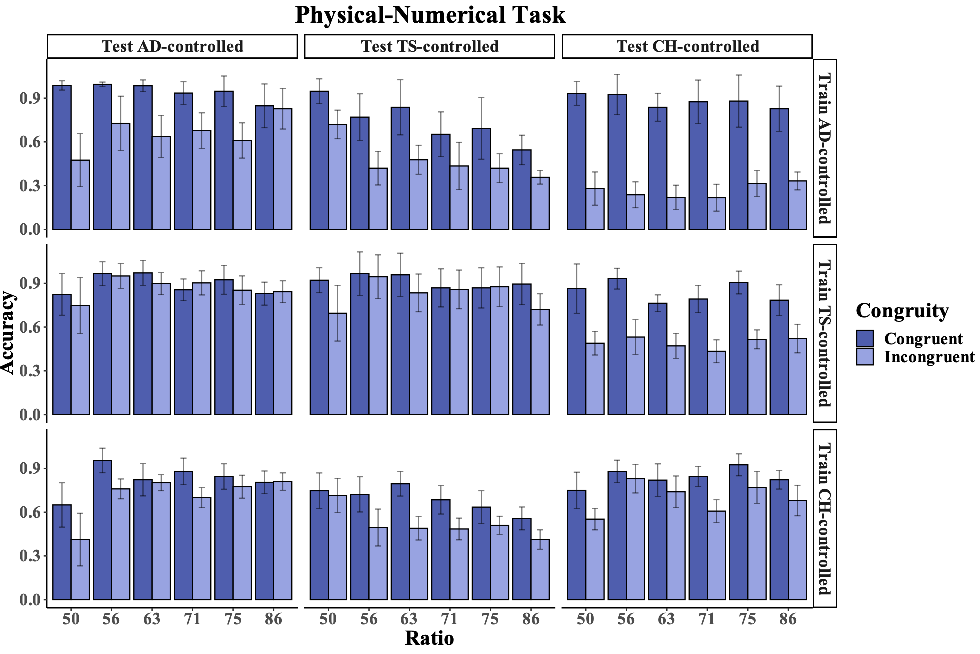 Physical-Numerical Task
Test AD-controlled
Test TS-controlled
Test CH-controlled
0.9
0.6
0.3
0.0
Train AD-controlled
0.9
0.6
0.3
0.0
Train TS-controlled
0.9
0.6
0.3
0.0
Train CH-controlled
Accuracy
50 56 63 71 75 86
50 56 63 71 75 86
50 56 63 71 75 86
Ratio
Congruity
Congruent
Incongruent